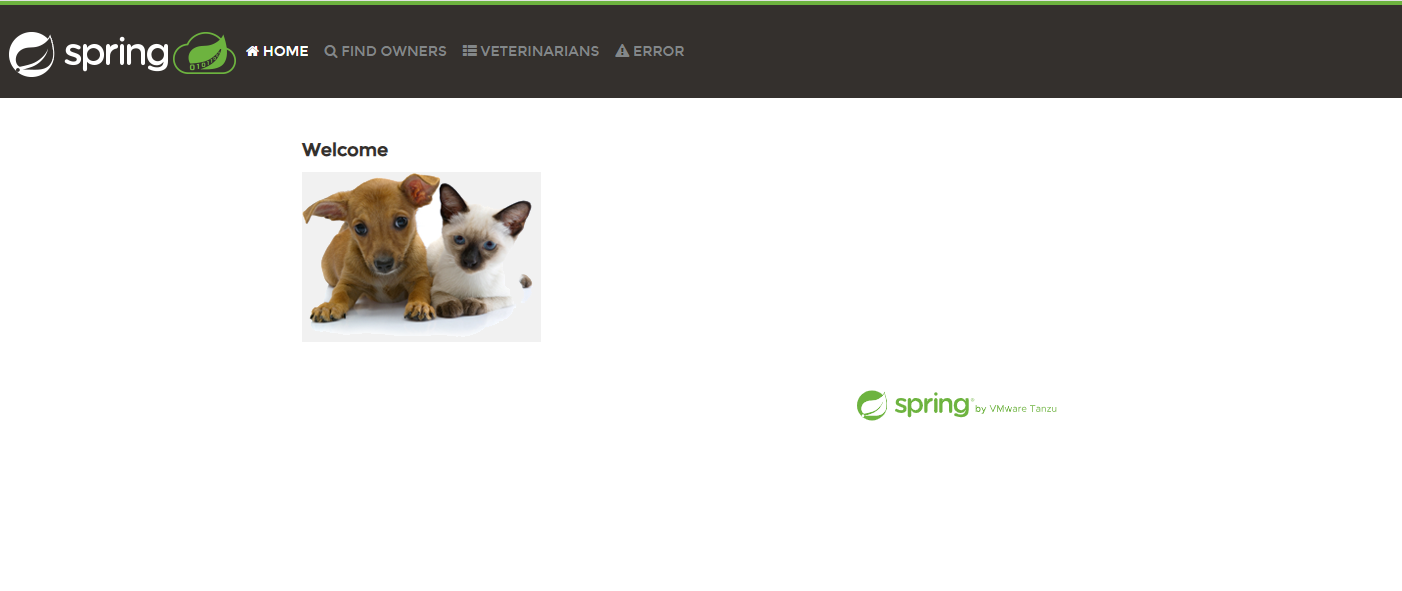 spring
HOME FIND OWNERS VETERINARIANS ERROR
Welcome
spring by VMware Tanzu